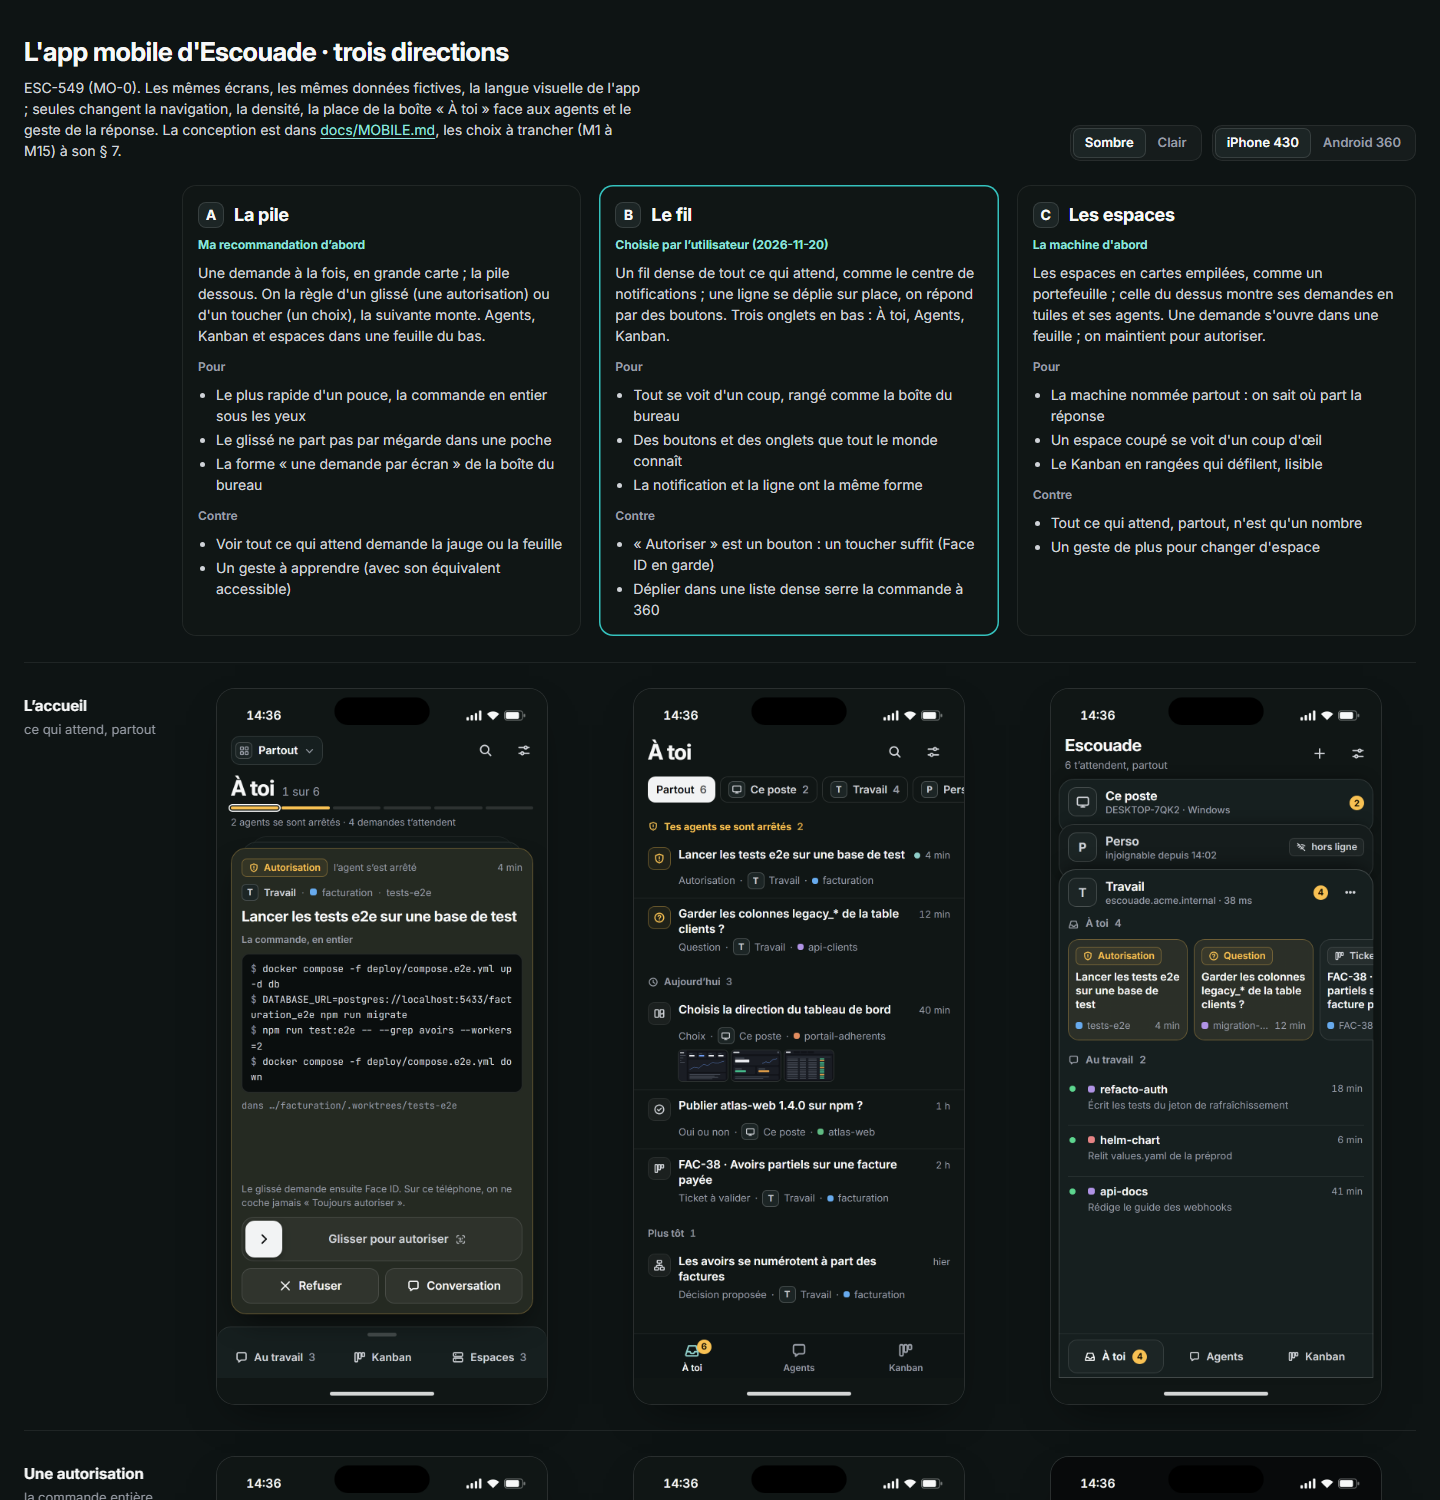 L'app mobile d'Escouade · trois directions
ESC-549 (MO-0). Les mêmes écrans, les mêmes données fictives, la langue visuelle de l'app
; seules changent la navigation, la densité, la place de la boîte « À toi » face aux agents et le
geste de la réponse. La conception est dans docs/MOBILE.md, les choix à trancher (M1 à
M15) à son § 7.
Sombre
Clair
iPhone 430
Android 360
A La pile
Ma recommandation d'abord
Une demande à la fois, en grande carte ; la pile
dessous. On la règle d'un glissé (une autorisation) ou
d'un toucher (un choix), la suivante monte. Agents,
Kanban et espaces dans une feuille du bas.
Pour
• Le plus rapide d'un pouce, la commande en entier
sous les yeux
• Le glissé ne part pas par mégarde dans une poche
• La forme « une demande par écran » de la boîte du
bureau
Contre
• Voir tout ce qui attend demande la jauge ou la feuille
• Un geste à apprendre (avec son équivalent
accessible)
B Le fil
Choisie par l'utilisateur (2026-11-20)
Un fil dense de tout ce qui attend, comme le centre de
notifications ; une ligne se déplie sur place, on répond
par des boutons. Trois onglets en bas : À toi, Agents,
Kanban.
Pour
• Tout se voit d'un coup, rangé comme la boîte du
bureau
• Des boutons et des onglets que tout le monde
connaît
• La notification et la ligne ont la même forme
Contre
• « Autoriser » est un bouton : un toucher suffit (Face
ID en garde)
• Déplier dans une liste dense serre la commande à
360
C Les espaces
La machine d'abord
Les espaces en cartes empilées, comme un
portefeuille ; celle du dessus montre ses demandes en
tuiles et ses agents. Une demande s'ouvre dans une
feuille ; on maintient pour autoriser.
Pour
• La machine nommée partout : on sait où part la
réponse
• Un espace coupé se voit d'un coup d'œil
• Le Kanban en rangées qui défilent, lisible
Contre
• Tout ce qui attend, partout, n'est qu'un nombre
• Un geste de plus pour changer d'espace
L'accueil
ce qui attend, partout
14:36
Partout
À toi 1 sur 6
2 agents se sont arrêtés · 4 demandes t'attendent
Autorisation l'agent s'est arrêté 4 min
T Travail · facturation · tests-e2e
Lancer les tests e2e sur une base de test
La commande, en entier
$ docker compose -f deploy/compose.e2e.yml up
-d db
$ DATABASE_URL=postgres://localhost:5433/fact
uration_e2e npm run migrate
$ npm run test:e2e -- --grep avoirs --workers
=2
$ docker compose -f deploy/compose.e2e.yml do
wn
dans …/facturation/.worktrees/tests-e2e
Le glissé demande ensuite Face ID. Sur ce téléphone, on ne
coche jamais « Toujours autoriser ».
Glisser pour autoriser
Refuser
Conversation
Au travail 3
Kanban
Espaces 3
14:36
À toi
Partout 6
Ce poste 2
T Travail 4
P Pers
Tes agents se sont arrêtés 2
Lancer les tests e2e sur une base de test 4 min
Autorisation · T Travail · facturation
Garder les colonnes legacy_* de la table 12 min
clients ?
Question · T Travail · api-clients
Aujourd'hui 3
Choisis la direction du tableau de bord 40 min
Choix · Ce poste · portail-adherents
Publier atlas-web 1.4.0 sur npm ? 1 h
Oui ou non · Ce poste · atlas-web
FAC-38 · Avoirs partiels sur une facture 2 h
payée
Ticket à valider · T Travail · facturation
Plus tôt 1
Les avoirs se numérotent à part des hier
factures
Décision proposée · T Travail · facturation
6
À toi
Agents
Kanban
14:36
Escouade
6 t'attendent, partout
Ce poste
DESKTOP-7QK2 · Windows
2
P Perso
injoignable depuis 14:02
hors ligne
T Travail
escouade.acme.internal · 38 ms
4
À toi 4
Autorisation
Lancer les tests e2e
sur une base de
test
tests-e2e 4 min
Question
Garder les colonnes
legacy_* de la table
clients ?
migration-... 12 min
Ticke
FAC-38 ·
partiels s
facture p
FAC-38
Au travail 2
refacto-auth 18 min
Écrit les tests du jeton de rafraîchissement
helm-chart 6 min
Relit values.yaml de la préprod
api-docs 41 min
Rédige le guide des webhooks
À toi 4
Agents
Kanban
Une autorisation
la commande entière
14:36
14:36
14:36